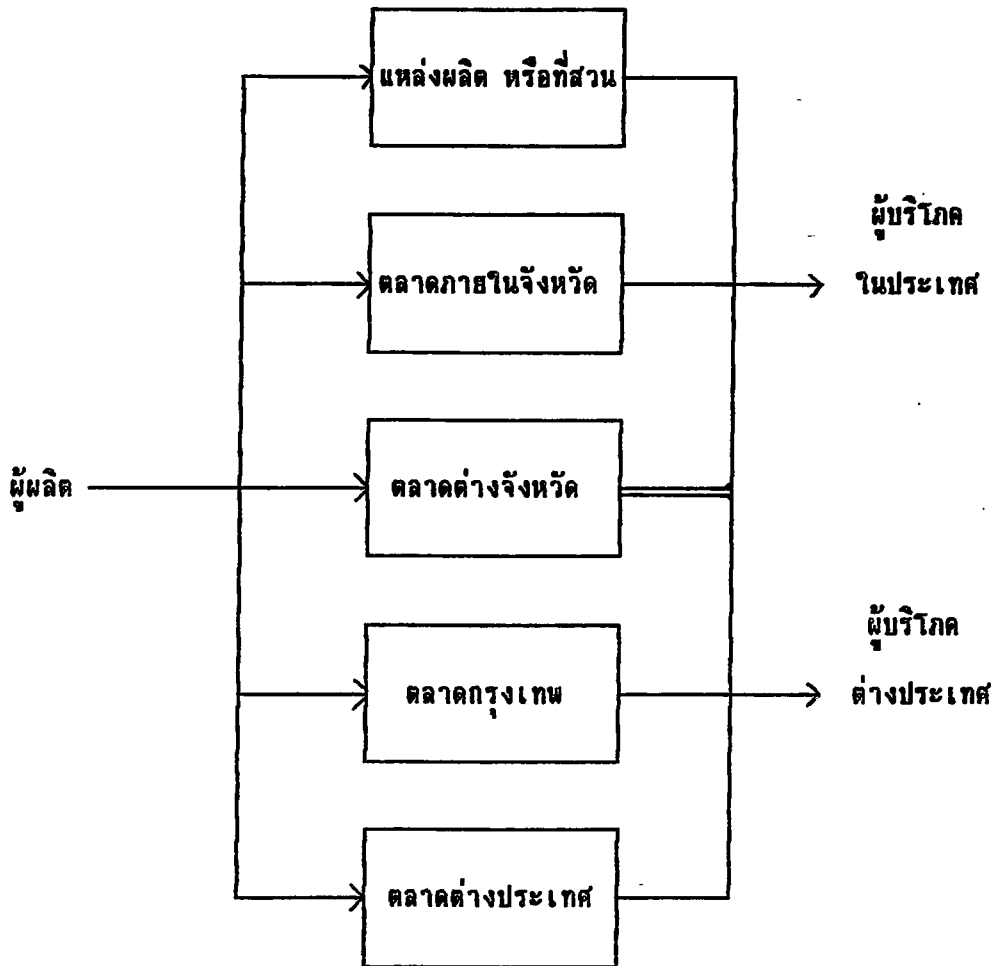 แหล่งผลิต หรือที่สวน
ผู้บริโภค
ตลาดภายในจังหวัด
ในประเทศ
ผู้ผลิต
ตลาดต่างจังหวัด
ผู้บริโภค
ตลาดกรุงเทพ
ต่างประเทศ
ตลาดต่างประเทศ